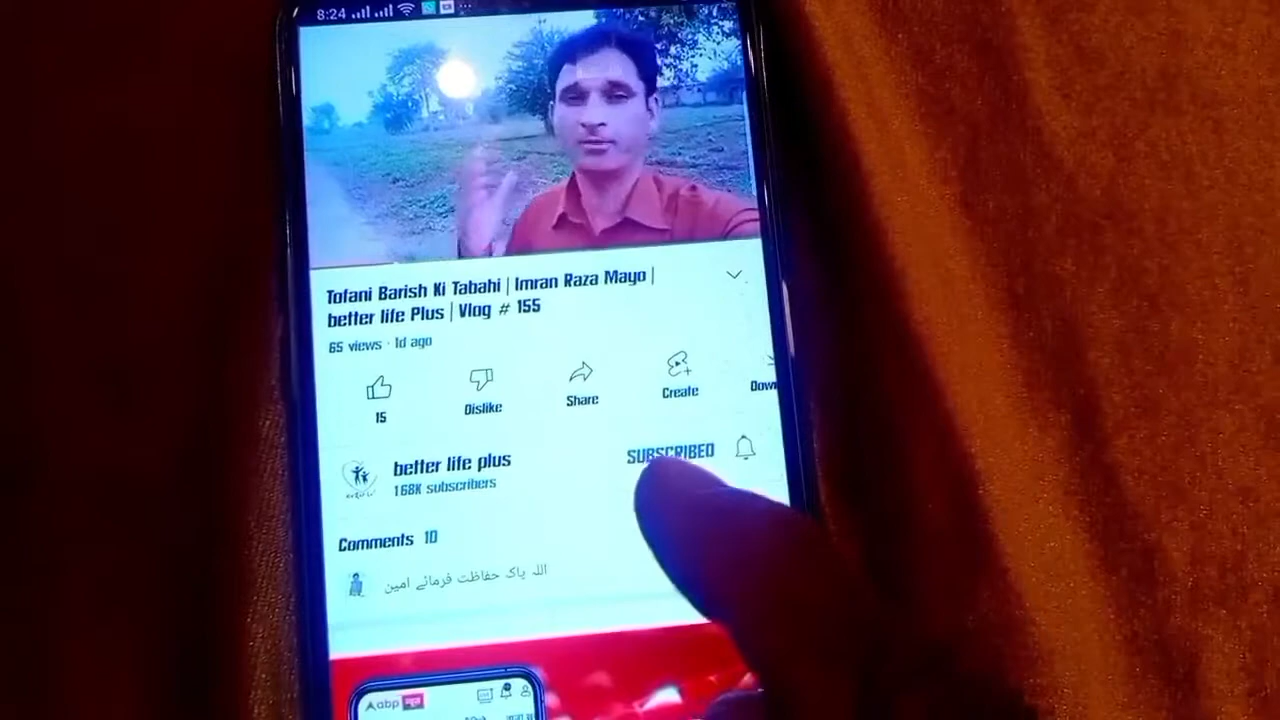 8:24
Tofani Barish Ki Tabahi | Imran Raza Mayo |
better life Plus | Vlog # 155
65 views · 1d ago
15
Dislike
Share
Create
Down
better life plus
SUBSCRIBED
168K subscribers
Comments 10
اللہ پاک حفاظت فرمائے امین
abp न्यूज़